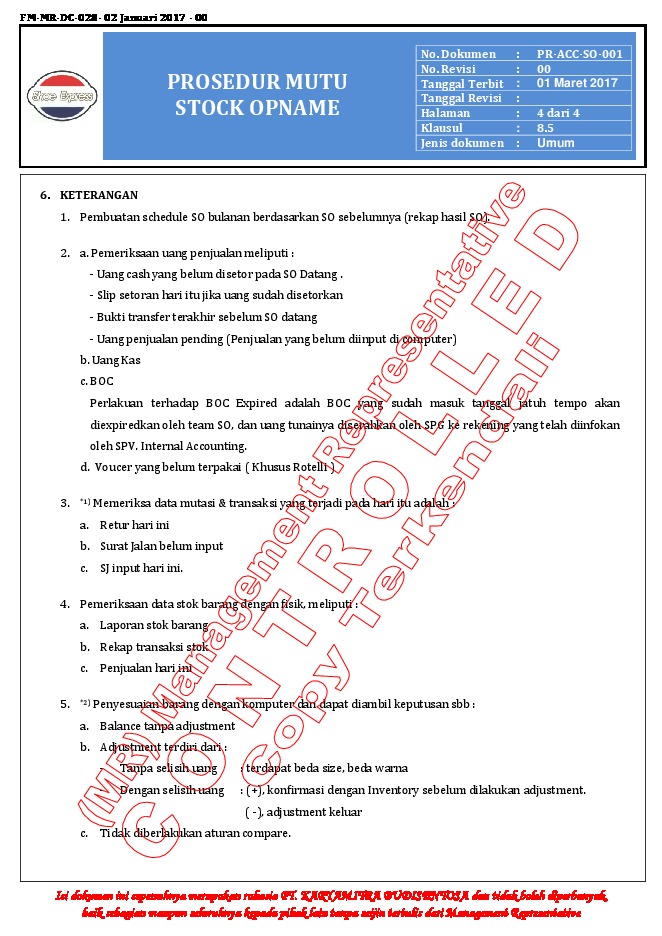 FM-MR-DC-028- 02 Januari 2017 - 00
Shoe Express
PROSEDUR MUTU
STOCK OPNAME
No. Dokumen : PR-ACC-SO-001
No. Revisi : 00
Tanggal Terbit : 01 Maret 2017
Tanggal Revisi :
Halaman : 4 dari 4
Klausul : 8.5
Jenis dokumen : Umum
6. KETERANGAN
1. Pembuatan schedule SO bulanan berdasarkan SO sebelumnya (rekap hasil SO).
2. a. Pemeriksaan uang penjualan meliputi :
- Uang cash yang belum disetor pada SO Datang .
- Slip setoran hari itu jika uang sudah disetorkan
- Bukti transfer terakhir sebelum SO datang
- Uang penjualan pending (Penjualan yang belum diinput di computer)
b. Uang Kas
c. BOC
Perlakuan terhadap BOC Expired adalah BOC yang sudah masuk tanggal jatuh tempo akan
diexpiredkan oleh team SO, dan uang tunainya diserahkan oleh SPG ke rekening yang telah diinfokan
oleh SPV. Internal Accounting.
d. Voucer yang belum terpakai ( Khusus Rotelli )
3. *1) Memeriksa data mutasi & transaksi yang terjadi pada hari itu adalah :
a. Retur hari ini
b. Surat Jalan belum input
c. SJ input hari ini.
4. Pemeriksaan data stok barang dengan fisik, meliputi :
a. Laporan stok barang
b. Rekap transaksi stok
c. Penjualan hari ini
5. *2) Penyesuaian barang dengan komputer dan dapat diambil keputusan sbb :
a. Balance tanpa adjustment
b. Adjustment terdiri dari :
- Tanpa selisih uang : terdapat beda size, beda warna
- Dengan selisih uang : (+), konfirmasi dengan Inventory sebelum dilakukan adjustment.
( -), adjustment keluar
c. Tidak diberlakukan aturan compare.
(MR) Management Representative
CONTROLLED
Copy Terkendali
Isi dokumen ini sepenuhnya merupakan rahasia PT. KARYAMITRA BUDISENTOSA dan tidak boleh diperbanyak,
baik sebagian maupun seluruhnya kepada pihak lain tanpa seijin tertulis dari Management Representative